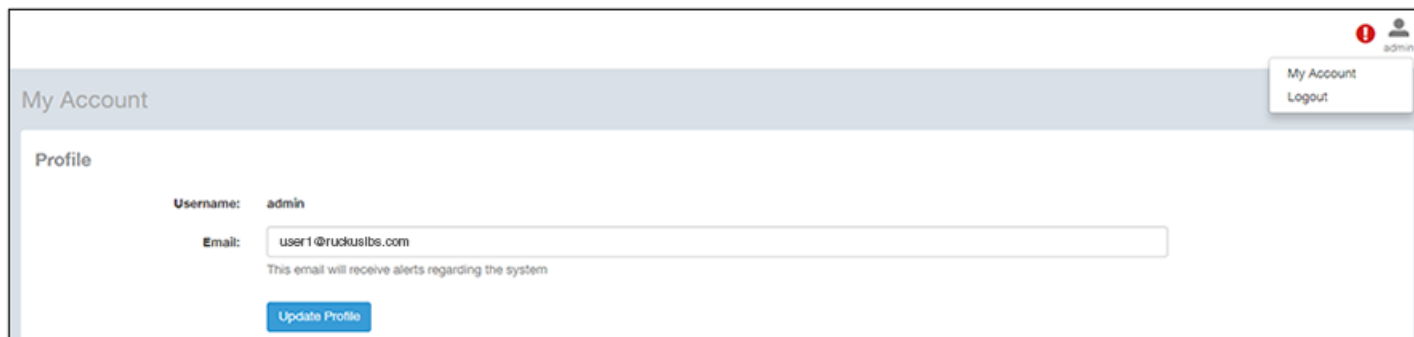 admin
My Account
Logout
My Account
Profile
Username: admin
Email: user1@ruckuslbs.com
This email will receive alerts regarding the system
Update Profile